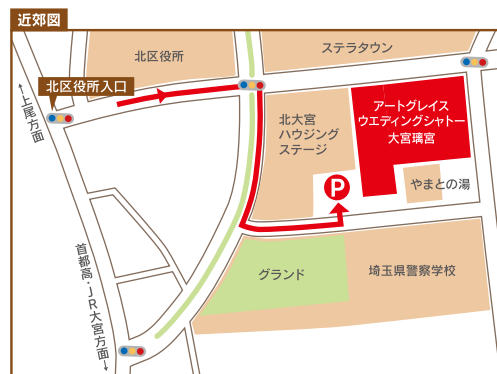 近郊図
北区役所
ステラタウン
北区役所入口
←上尾方面
北大宮
ハウジング
ステージ
アートグレイス
ウエディングシャトー
大宮璃宮
やまとの湯
P
首都高・JR大宮方面→
グランド
埼玉県警察学校